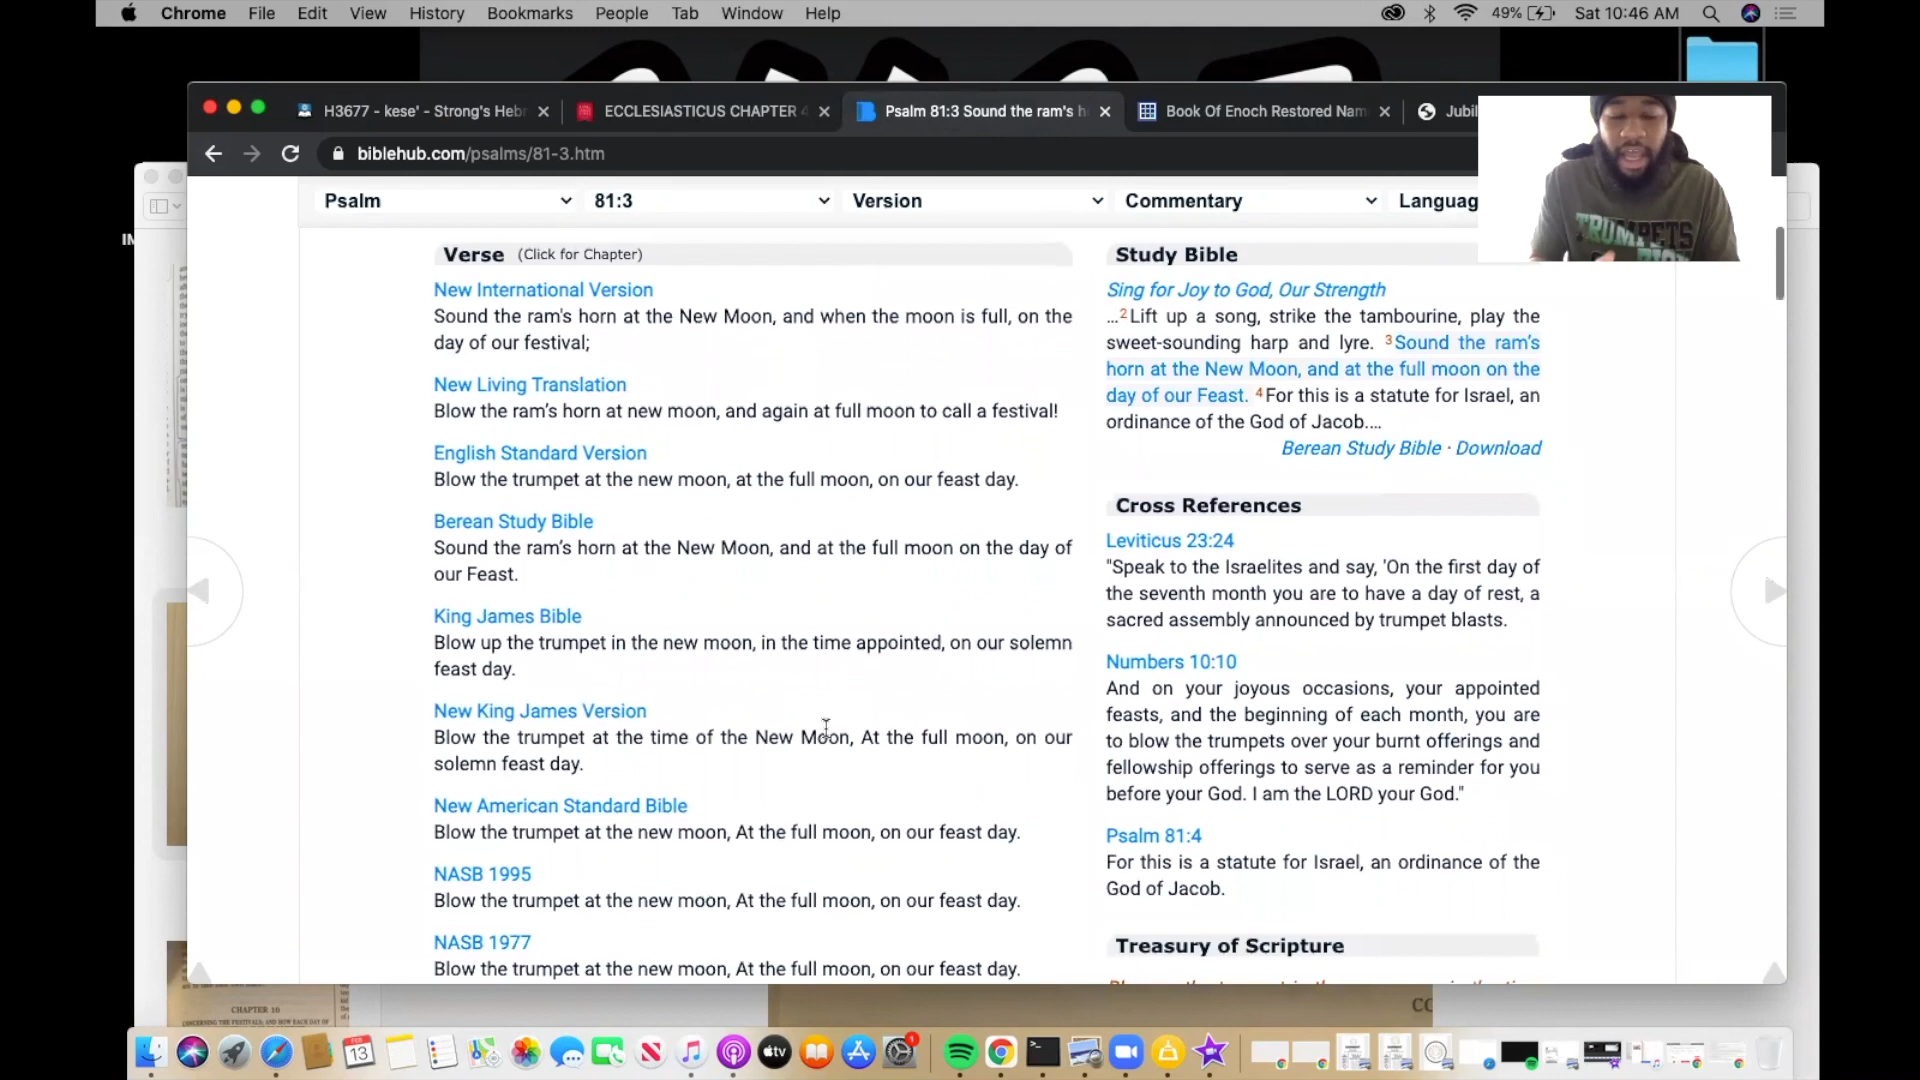 Chrome File Edit View History Bookmarks People Tab Window Help 49% Sat 10:46 AM
H3677 - kese' - Strong's Hebr
ECCLESIASTICUS CHAPTER 4
Psalm 81:3 Sound the ram's h
Book Of Enoch Restored Nam
Jubil
biblehub.com/psalms/81-3.htm
Psalm 81:3 Version Commentary Languag
TRUMPETS
Verse (Click for Chapter)
New International Version
Sound the ram's horn at the New Moon, and when the moon is full, on the
day of our festival;
New Living Translation
Blow the ram's horn at new moon, and again at full moon to call a festival!
English Standard Version
Blow the trumpet at the new moon, at the full moon, on our feast day.
Berean Study Bible
Sound the ram's horn at the New Moon, and at the full moon on the day of
our Feast.
King James Bible
Blow up the trumpet in the new moon, in the time appointed, on our solemn
feast day.
New King James Version
Blow the trumpet at the time of the New Moon, At the full moon, on our
solemn feast day.
New American Standard Bible
Blow the trumpet at the new moon, At the full moon, on our feast day.
NASB 1995
Blow the trumpet at the new moon, At the full moon, on our feast day.
NASB 1977
Blow the trumpet at the new moon, At the full moon, on our feast day.
Study Bible
Sing for Joy to God, Our Strength
…2Lift up a song, strike the tambourine, play the
sweet-sounding harp and lyre. 3Sound the ram's
horn at the New Moon, and at the full moon on the
day of our Feast. 4For this is a statute for Israel, an
ordinance of the God of Jacob.…
Berean Study Bible · Download
Cross References
Leviticus 23:24
"Speak to the Israelites and say, 'On the first day of
the seventh month you are to have a day of rest, a
sacred assembly announced by trumpet blasts.
Numbers 10:10
And on your joyous occasions, your appointed
feasts, and the beginning of each month, you are
to blow the trumpets over your burnt offerings and
fellowship offerings to serve as a reminder for you
before your God. I am the LORD your God."
Psalm 81:4
For this is a statute for Israel, an ordinance of the
God of Jacob.
Treasury of Scripture
CHAPTER 10
FEB
13
tv
1